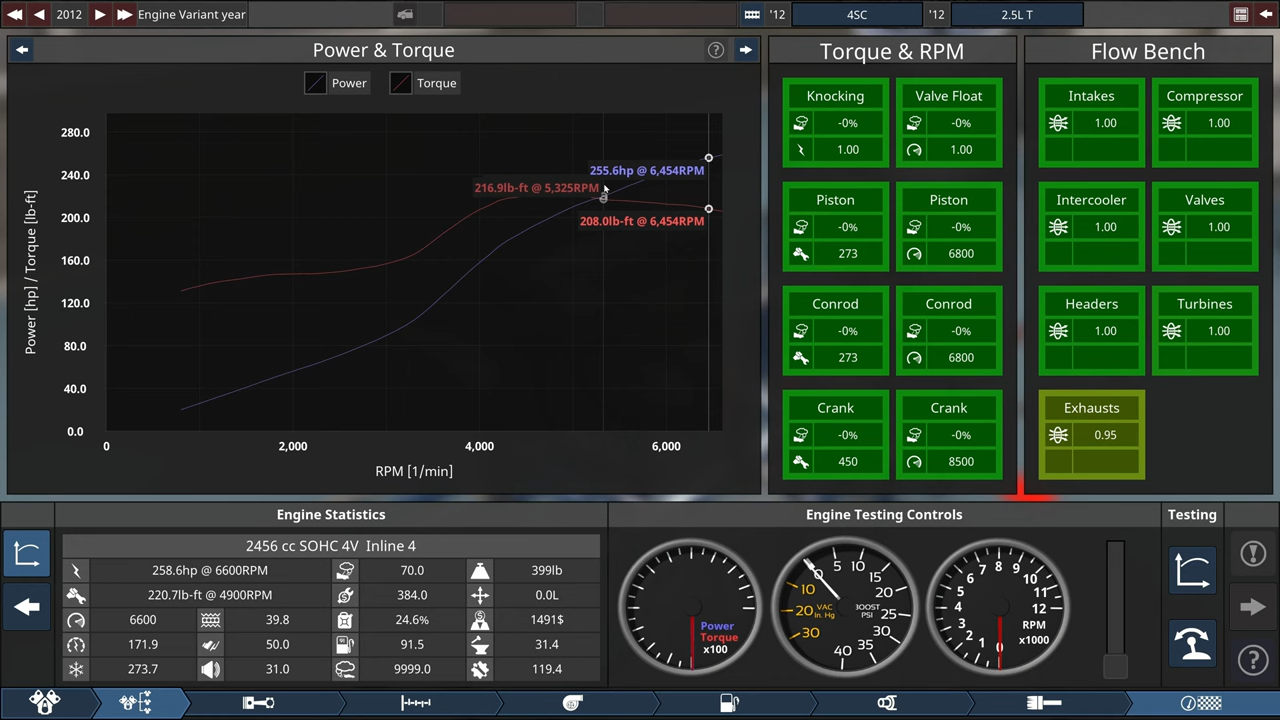 2012 Engine Variant year '12 4SC '12 2.5L T
Power & Torque
?
Power Torque
280.0
240.0
200.0
160.0
120.0
80.0
40.0
0.0
Power [hp] / Torque [lb-ft]
255.6hp @ 6,454RPM
216.9lb-ft @ 5,325RPM
208.0lb-ft @ 6,454RPM
0 2,000 4,000 6,000
RPM [1/min]
Torque & RPM
Knocking Valve Float
-0% -0%
1.00 1.00
Piston Piston
-0% -0%
273 6800
Conrod Conrod
-0% -0%
273 6800
Crank Crank
-0% -0%
450 8500
Flow Bench
Intakes Compressor
1.00 1.00
Intercooler Valves
1.00 1.00
Headers Turbines
1.00 1.00
Exhausts
0.95
Engine Statistics
2456 cc SOHC 4V Inline 4
258.6hp @ 6600RPM 70.0 399lb
220.7lb-ft @ 4900RPM 384.0 0.0L
6600 39.8 24.6% 1491$
171.9 50.0 91.5 31.4
273.7 31.0 9999.0 119.4
Engine Testing Controls
Power
Torque
x100
30 20 10 0 5 10 15 20 25 30 35 40
VAC
in. Hg
BOOST
PSI
0 1 2 3 4 5 6 7 8 9 10 11 12
RPM
x1000
Testing
?